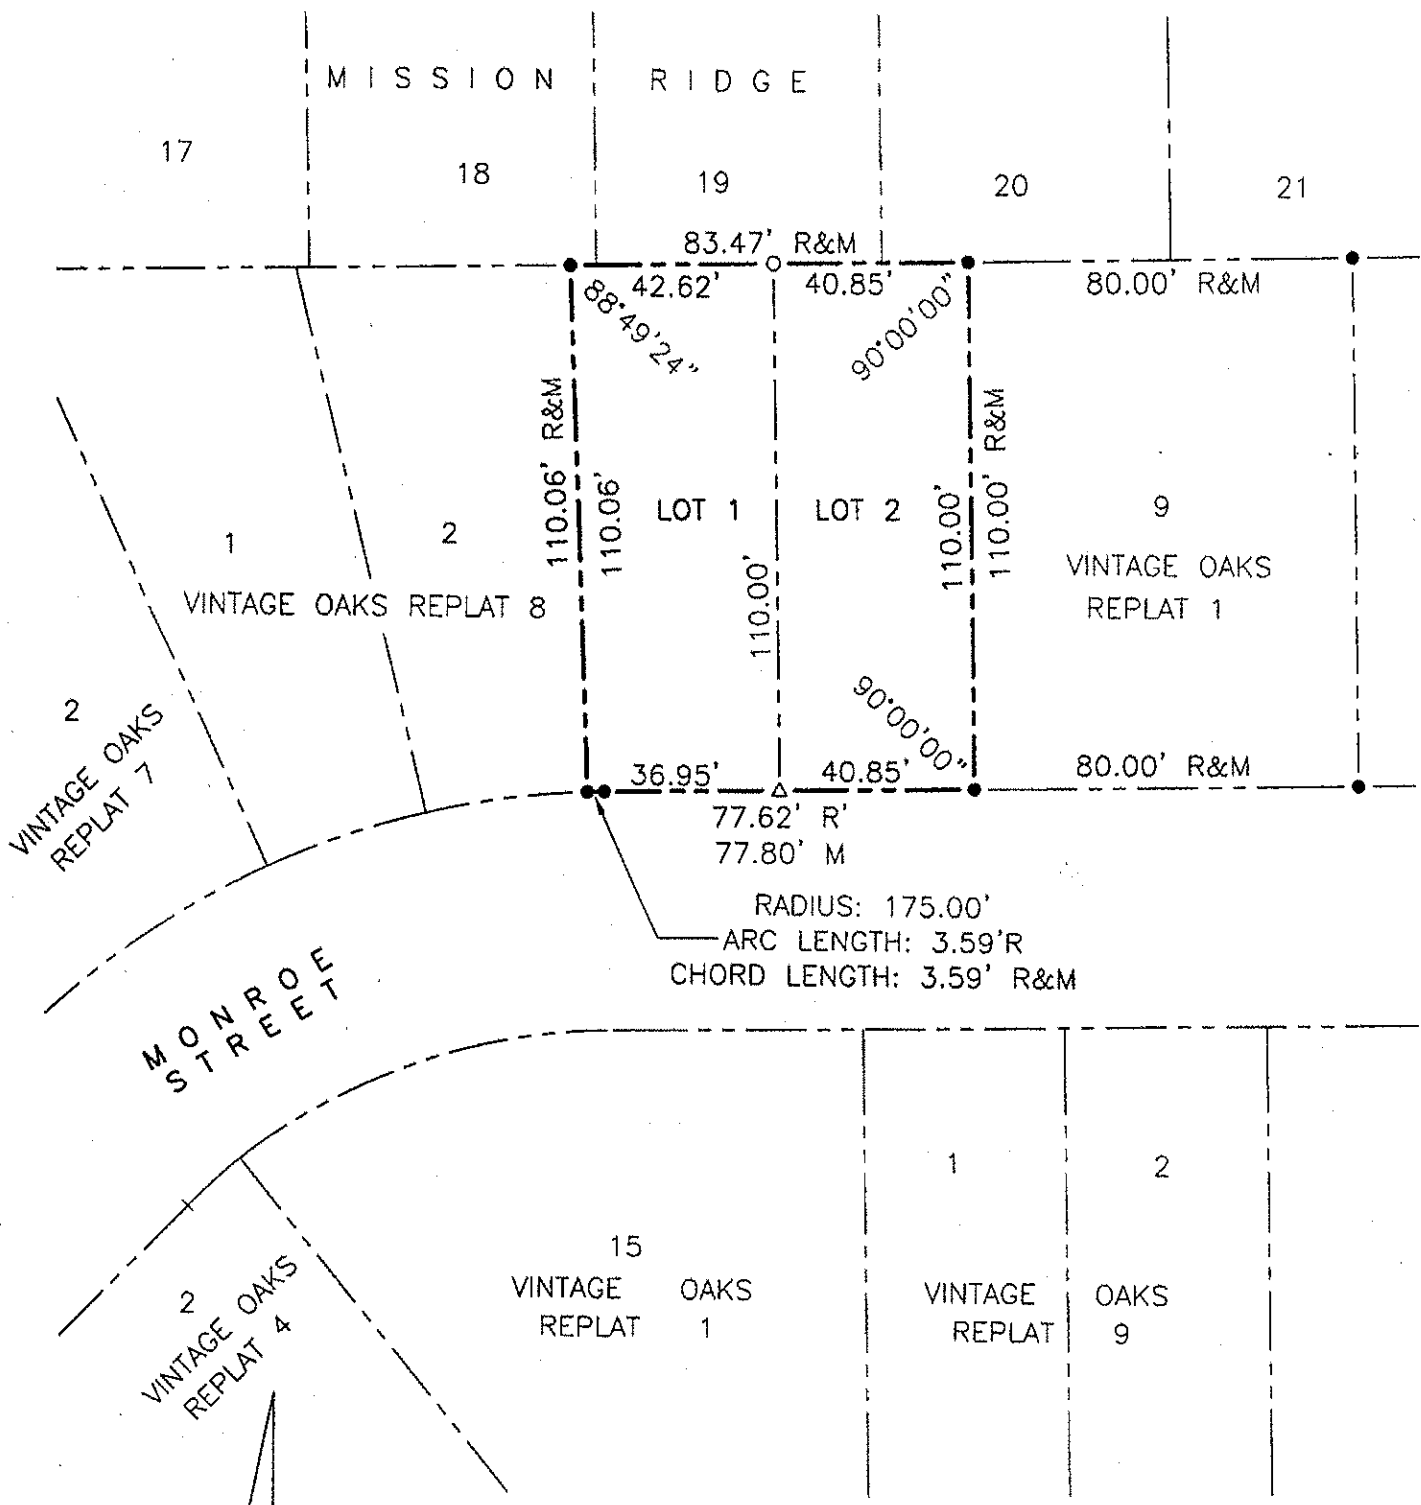 MISSION RIDGE
17
18
19
20
21
83.47' R&M
42.62'
40.85'
80.00' R&M
88°49'24"
90°00'00"
110.06' R&M
110.06'
LOT 1
LOT 2
110.00'
110.00'
110.00' R&M
9
VINTAGE OAKS
REPLAT 1
1
2
VINTAGE OAKS REPLAT 8
2
VINTAGE OAKS
REPLAT 7
90°00'00"
36.95'
40.85'
80.00' R&M
77.62' R'
77.80' M
RADIUS: 175.00'
ARC LENGTH: 3.59'R
CHORD LENGTH: 3.59' R&M
MONROE
STREET
2
VINTAGE OAKS
REPLAT 4
15
VINTAGE OAKS
REPLAT 1
1
2
VINTAGE OAKS
REPLAT 9